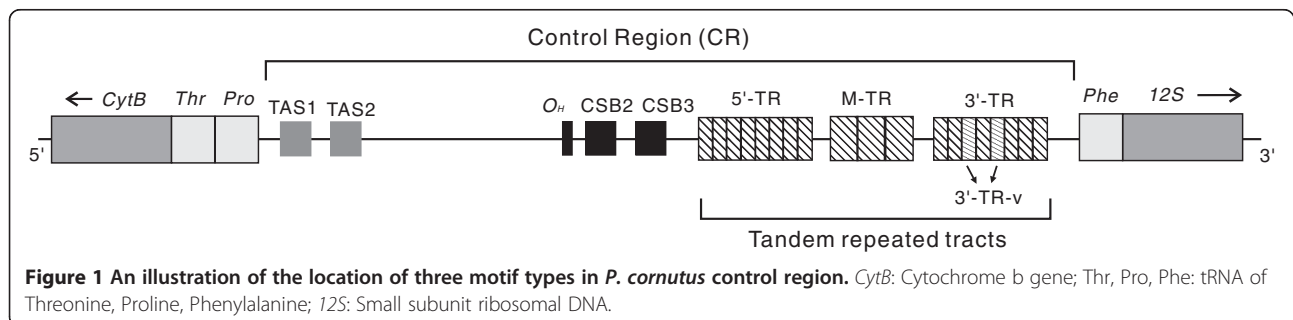 Control Region (CR)
← CytB Thr Pro TAS1 TAS2 OH CSB2 CSB3 5'-TR M-TR 3'-TR Phe 12S →
5' 3'
3'-TR-v
Tandem repeated tracts
Figure 1 An illustration of the location of three motif types in P. cornutus control region. CytB: Cytochrome b gene; Thr, Pro, Phe: tRNA of
Threonine, Proline, Phenylalanine; 12S: Small subunit ribosomal DNA.